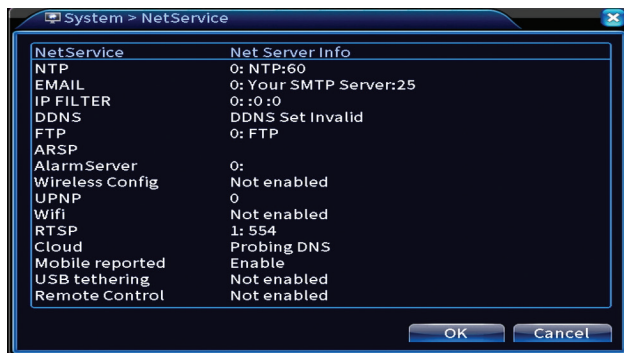 System > NetService
NetService Net Server Info
NTP 0: NTP:60
EMAIL 0: Your SMTP Server:25
IP FILTER 0: :0 :0
DDNS DDNS Set Invalid
FTP 0: FTP
ARSP
AlarmServer 0:
Wireless Config Not enabled
UPNP 0
Wifi Not enabled
RTSP 1: 554
Cloud Probing DNS
Mobile reported Enable
USB tethering Not enabled
Remote Control Not enabled
OK Cancel